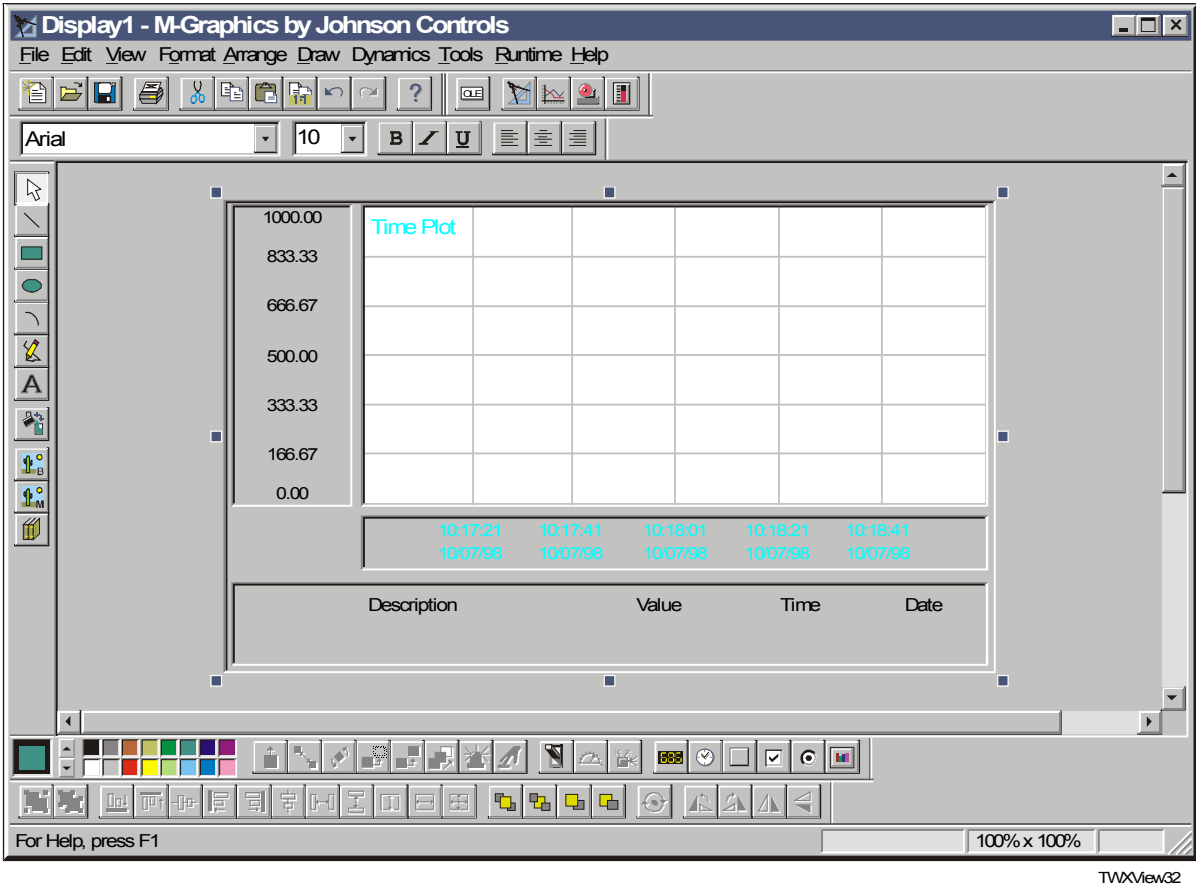 Display1 - M-Graphics by Johnson Controls
File Edit View Format Arrange Draw Dynamics Tools Runtime Help
1:1 ? OLE
Arial 10 B I U
1000.00
Time Plot
833.33
666.67
500.00
A
333.33
166.67
B
0.00
M
10:17:21 10:17:41 10:18:01 10:18:21 10:18:41
10/07/98 10/07/98 10/07/98 10/07/98 10/07/98
Description Value Time Date
For Help, press F1 100% x 100%
TWXView32